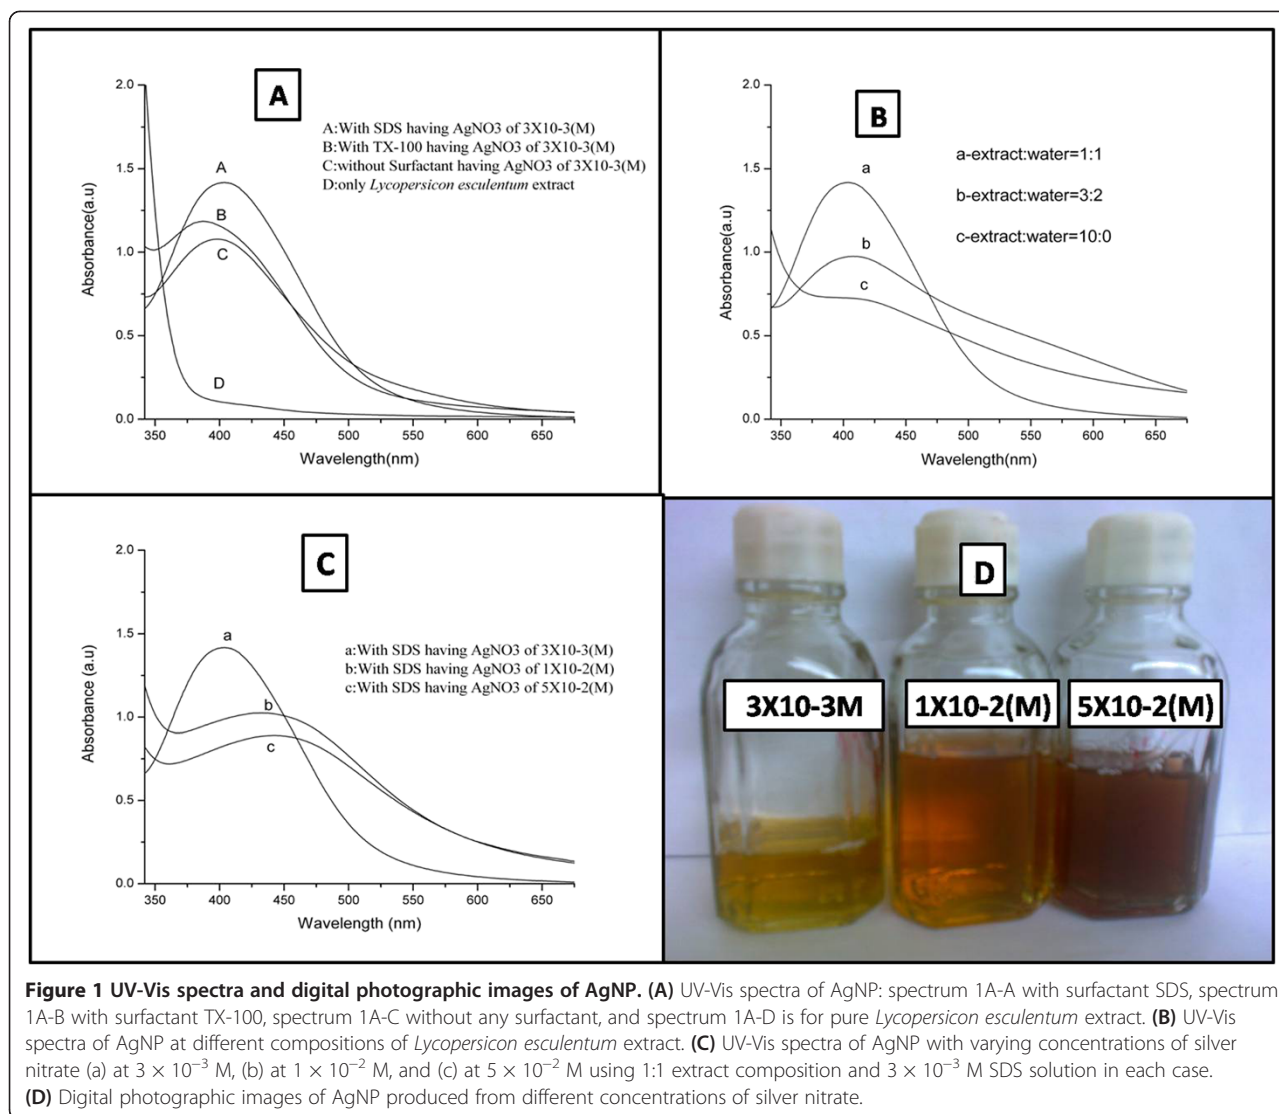 A
2.0
1.5
1.0
0.5
0.0
Absorbance(a.u)
A:With SDS having AgNO3 of 3X10-3(M)
B:With TX-100 having AgNO3 of 3X10-3(M)
C:without Surfactant having AgNO3 of 3X10-3(M)
D:only Lycopersicon esculentum extract
A
B
C
D
350 400 450 500 550 600 650
Wavelength(nm)
B
2.0
1.5
1.0
0.5
0.0
Absorbance(a.u)
a-extract:water=1:1
b-extract:water=3:2
c-extract:water=10:0
a
b
c
350 400 450 500 550 600 650
Wavelength(nm)
C
2.0
1.5
1.0
0.5
0.0
Absorbance (a.u)
a:With SDS having AgNO3 of 3X10-3(M)
b:With SDS having AgNO3 of 1X10-2(M)
c:With SDS having AgNO3 of 5X10-2(M)
a
b
c
350 400 450 500 550 600 650
Wavelength (nm)
D
3X10-3M
1X10-2(M)
5X10-2(M)
Figure 1 UV-Vis spectra and digital photographic images of AgNP. (A) UV-Vis spectra of AgNP: spectrum 1A-A with surfactant SDS, spectrum
1A-B with surfactant TX-100, spectrum 1A-C without any surfactant, and spectrum 1A-D is for pure Lycopersicon esculentum extract. (B) UV-Vis
spectra of AgNP at different compositions of Lycopersicon esculentum extract. (C) UV-Vis spectra of AgNP with varying concentrations of silver
nitrate (a) at 3 × 10⁻³ M, (b) at 1 × 10⁻² M, and (c) at 5 × 10⁻² M using 1:1 extract composition and 3 × 10⁻³ M SDS solution in each case.
(D) Digital photographic images of AgNP produced from different concentrations of silver nitrate.